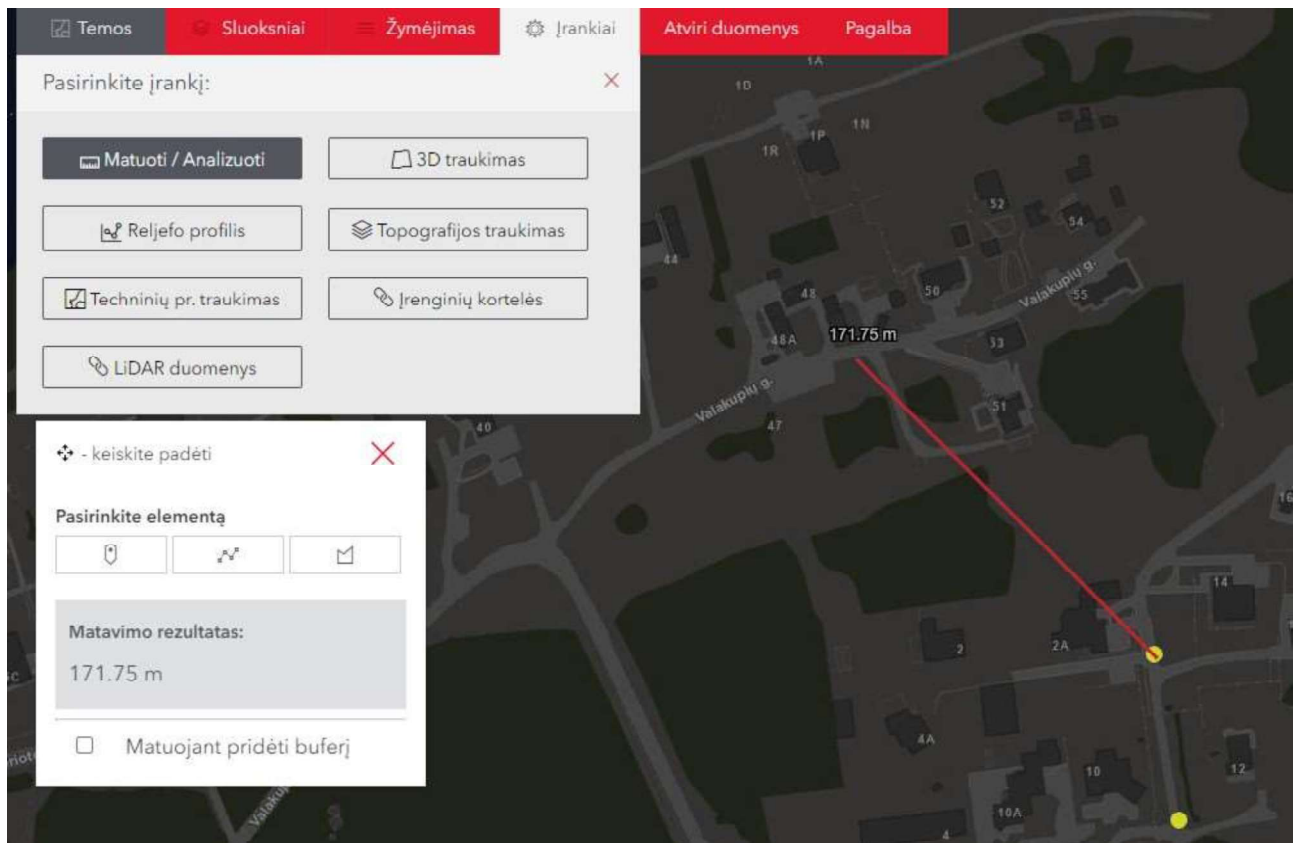 Temos
Sluoksniai
Žymėjimas
Įrankiai
Atviri duomenys
Pagalba
Pasirinkite įrankį:
Matuoti / Analizuoti
3D traukimas
Reljefo profilis
Topografijos traukimas
Techninių pr. traukimas
Įrenginių kortelės
LiDAR duomenys
- keiskite padėti
Pasirinkite elementą
Matavimo rezultatas:
171.75 m
Matuojant pridėti buferį
1A
1D
1P
1N
1R
52
54
44
Valakupių g.
48
50
55
171.75 m
48A
53
Valakupių g.
51
47
40
16
14
2
2A
4A
10
12
10A
4